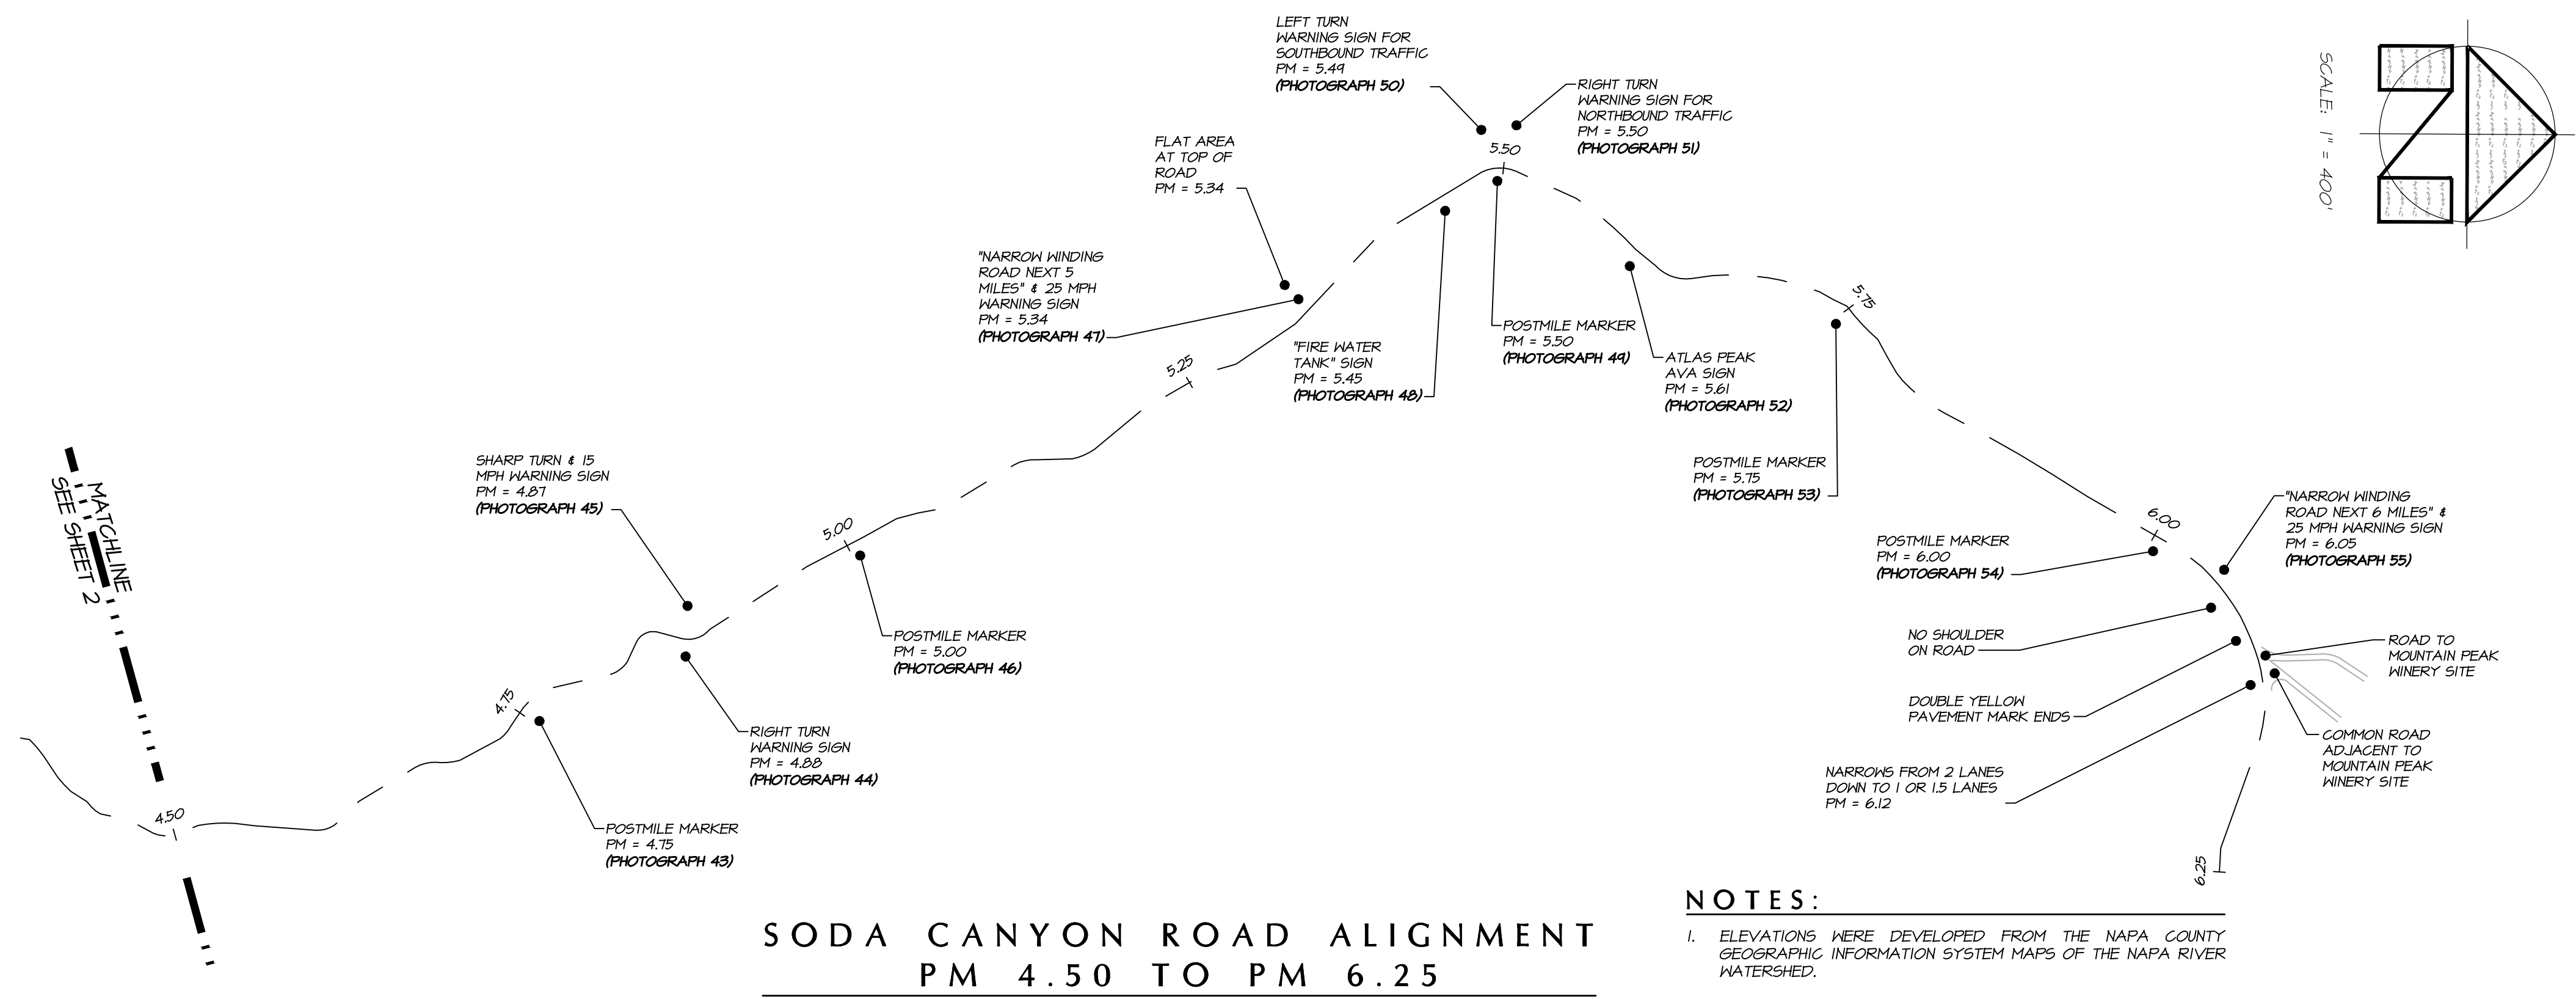 LEFT TURN
WARNING SIGN FOR
SOUTHBOUND TRAFFIC
PM = 5.49
(PHOTOGRAPH 50)
RIGHT TURN
WARNING SIGN FOR
NORTHBOUND TRAFFIC
PM = 5.50
(PHOTOGRAPH 51)
SCALE: 1" = 400'
Z
5.50
FLAT AREA
AT TOP OF
ROAD
PM = 5.34
"NARROW WINDING
ROAD NEXT 5
MILES" & 25 MPH
WARNING SIGN
PM = 5.34
(PHOTOGRAPH 47)
5.75
5.25
"FIRE WATER
TANK" SIGN
PM = 5.45
(PHOTOGRAPH 48)
POSTMILE MARKER
PM = 5.50
(PHOTOGRAPH 49)
ATLAS PEAK
AVA SIGN
PM = 5.61
(PHOTOGRAPH 52)
POSTMILE MARKER
PM = 5.75
(PHOTOGRAPH 53)
SHARP TURN & 15
MPH WARNING SIGN
PM = 4.87
(PHOTOGRAPH 45)
MATCHLINE
SEE SHEET 2
5.00
6.00
"NARROW WINDING
ROAD NEXT 6 MILES" &
25 MPH WARNING SIGN
PM = 6.05
(PHOTOGRAPH 55)
POSTMILE MARKER
PM = 6.00
(PHOTOGRAPH 54)
POSTMILE MARKER
PM = 5.00
(PHOTOGRAPH 46)
NO SHOULDER
ON ROAD
ROAD TO
MOUNTAIN PEAK
WINERY SITE
4.75
DOUBLE YELLOW
PAVEMENT MARK ENDS
RIGHT TURN
WARNING SIGN
PM = 4.88
(PHOTOGRAPH 44)
COMMON ROAD
ADJACENT TO
MOUNTAIN PEAK
WINERY SITE
NARROWS FROM 2 LANES
DOWN TO 1 OR 1.5 LANES
PM = 6.12
4.50
POSTMILE MARKER
PM = 4.75
(PHOTOGRAPH 43)
6.25
SODA CANYON ROAD ALIGNMENT
PM 4.50 TO PM 6.25
NOTES:
1. ELEVATIONS WERE DEVELOPED FROM THE NAPA COUNTY
GEOGRAPHIC INFORMATION SYSTEM MAPS OF THE NAPA RIVER
WATERSHED.